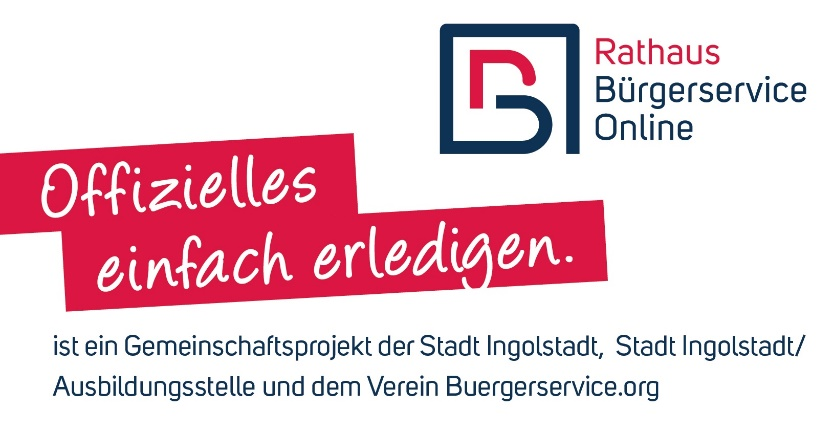 Rathaus
Bürgerservice
Online
Offizielles
einfach erledigen.
ist ein Gemeinschaftsprojekt der Stadt Ingolstadt, Stadt Ingolstadt/
Ausbildungsstelle und dem Verein Buergerservice.org